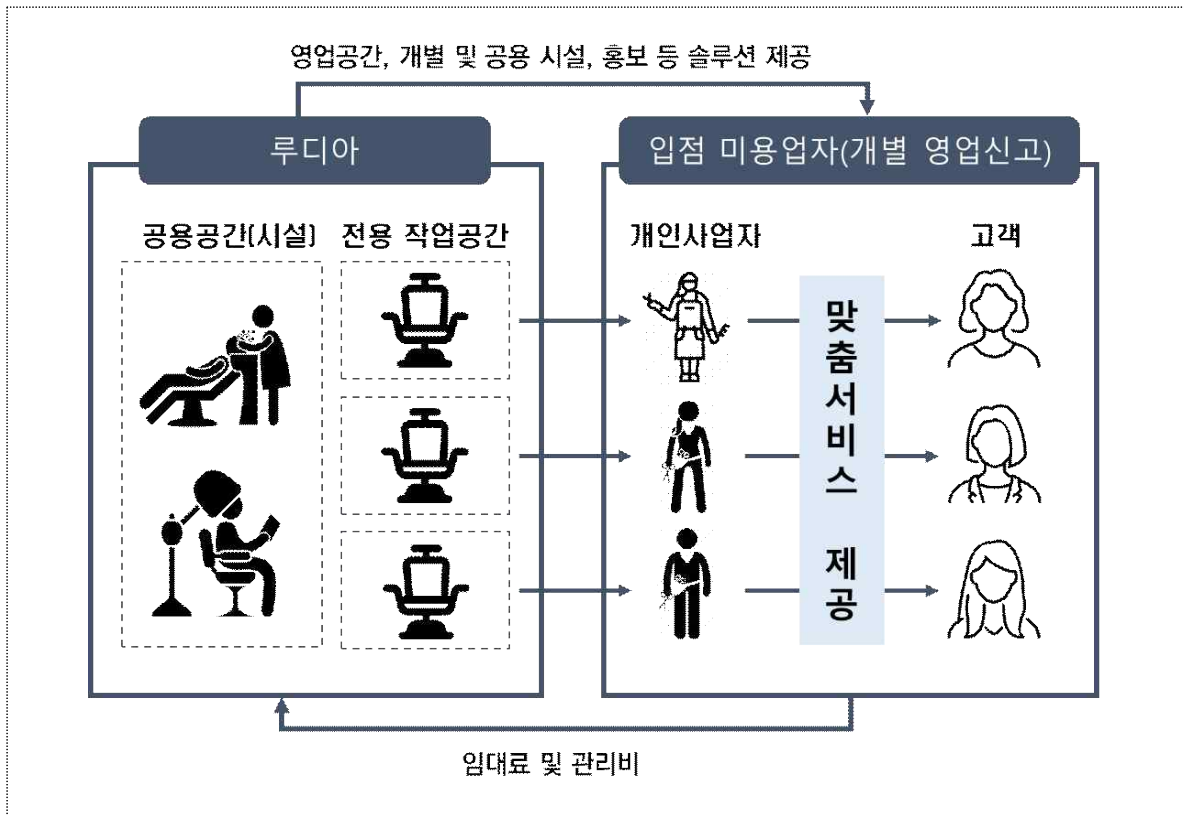 영업공간, 개별 및 공용 시설, 홍보 등 솔루션 제공
루디아
입점 미용업자(개별 영업신고)
공용공간(시설)
전용 작업공간
개인사업자
고객
맞춤서비스 제공
임대료 및 관리비